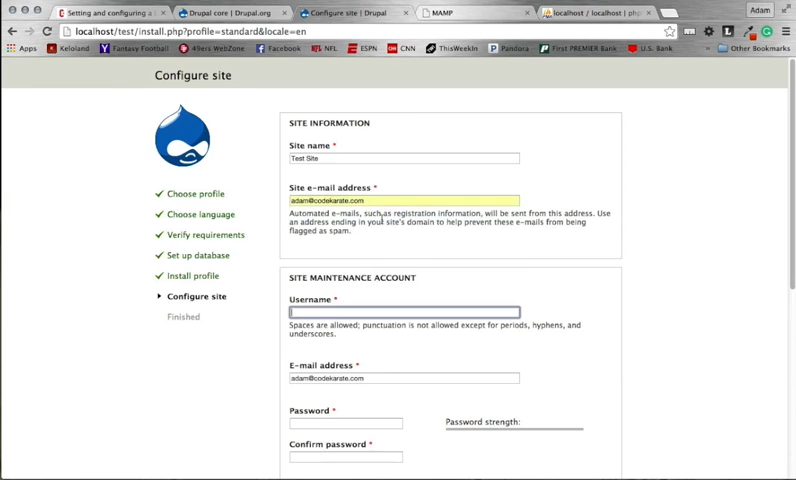 Setting and configuring a l
Drupal core | Drupal.org
Configure site | Drupal
MAMP
localhost / localhost | php
Adam
localhost/test/install.php?profile=standard&locale=en
Apps
Keloland
Fantasy Football
49ers WebZone
Facebook
NFL
ESPN
CNN
ThisWeekIn
Pandora
First PREMIER Bank
U.S. Bank
»
Other Bookmarks
Configure site
Choose profile
Choose language
Verify requirements
Set up database
Install profile
Configure site
Finished
SITE INFORMATION
Site name *
Test Site
Site e-mail address *
adam@codekarate.com
Automated e-mails, such as registration information, will be sent from this address. Use
an address ending in your site's domain to help prevent these e-mails from being
flagged as spam.
SITE MAINTENANCE ACCOUNT
Username *
Spaces are allowed; punctuation is not allowed except for periods, hyphens, and
underscores.
E-mail address *
adam@codekarate.com
Password *
Password strength:
Confirm password *